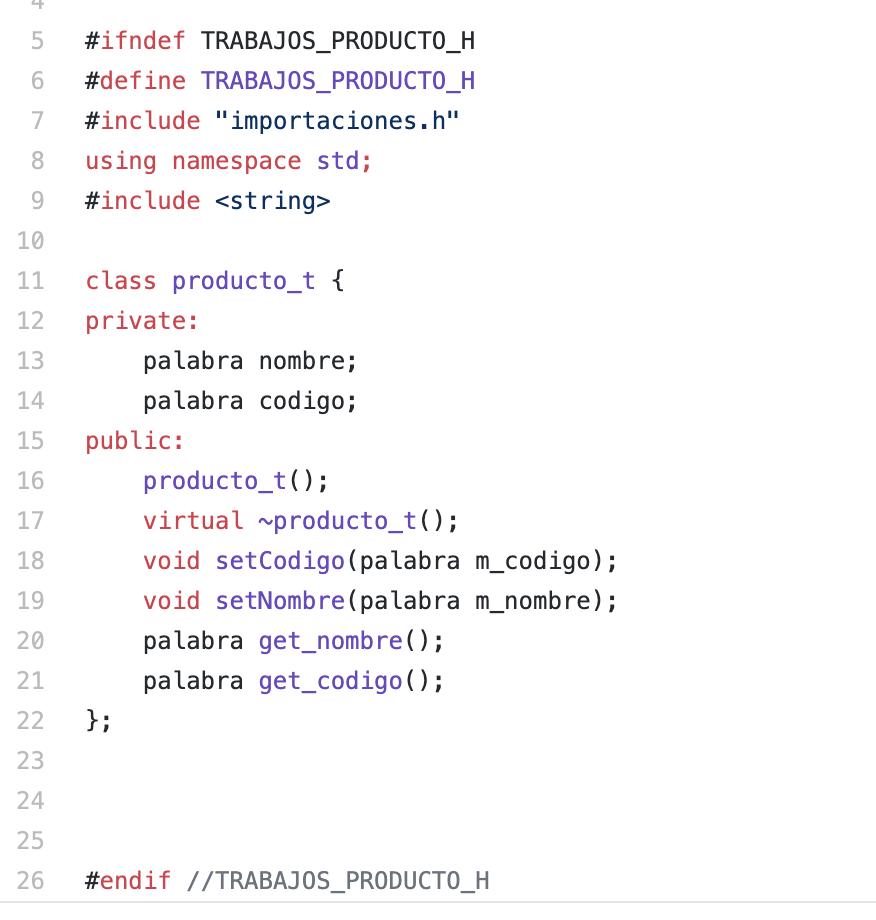 4
5 #ifndef TRABAJOS_PRODUCTO_H
6 #define TRABAJOS_PRODUCTO_H
7 #include "importaciones.h"
8 using namespace std;
9 #include <string>
10
11 class producto_t {
12 private:
13     palabra nombre;
14     palabra codigo;
15 public:
16     producto_t();
17     virtual ~producto_t();
18     void setCodigo(palabra m_codigo);
19     void setNombre(palabra m_nombre);
20     palabra get_nombre();
21     palabra get_codigo();
22 };
23
24
25
26 #endif //TRABAJOS_PRODUCTO_H